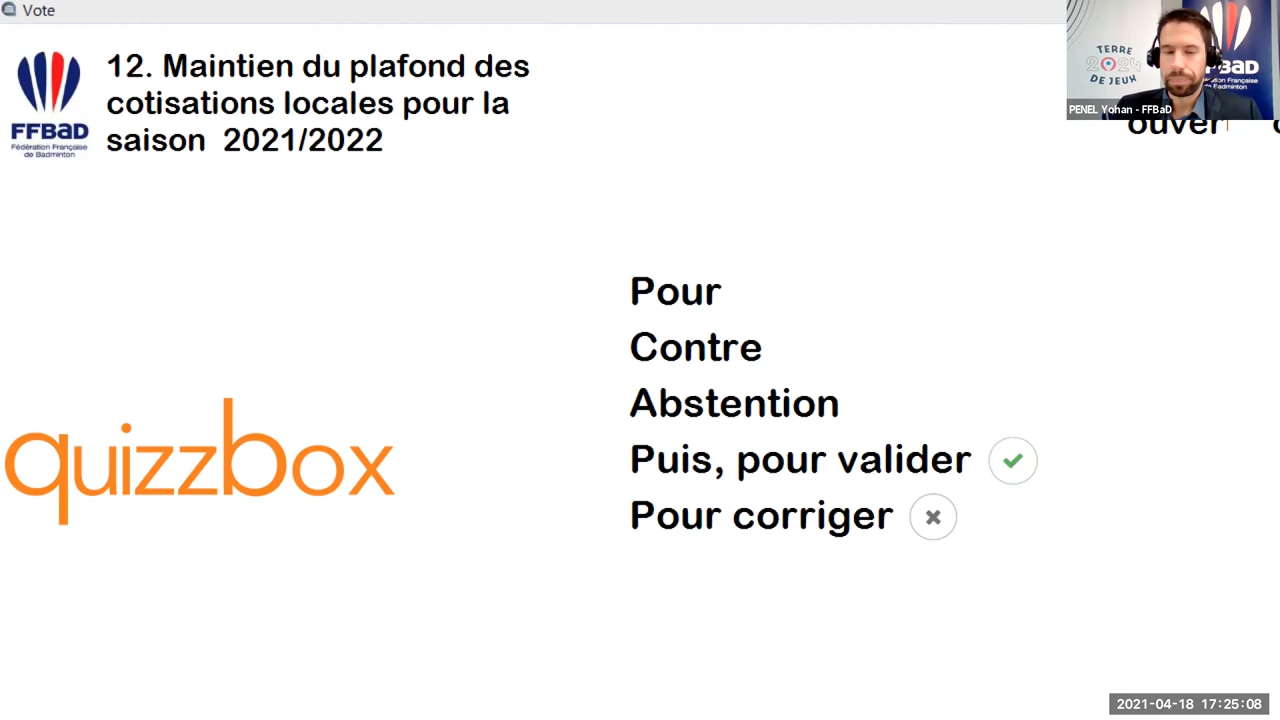 Vote
12. Maintien du plafond des
cotisations locales pour la
saison 2021/2022
FFBaD
Fédération Française
de Badminton
TERRE
2024
DE JEUX
PENEL Yohan - FFBaD
Pour
Contre
Abstention
Puis, pour valider
Pour corriger
quizzbox
2021-04-18 17:25:08